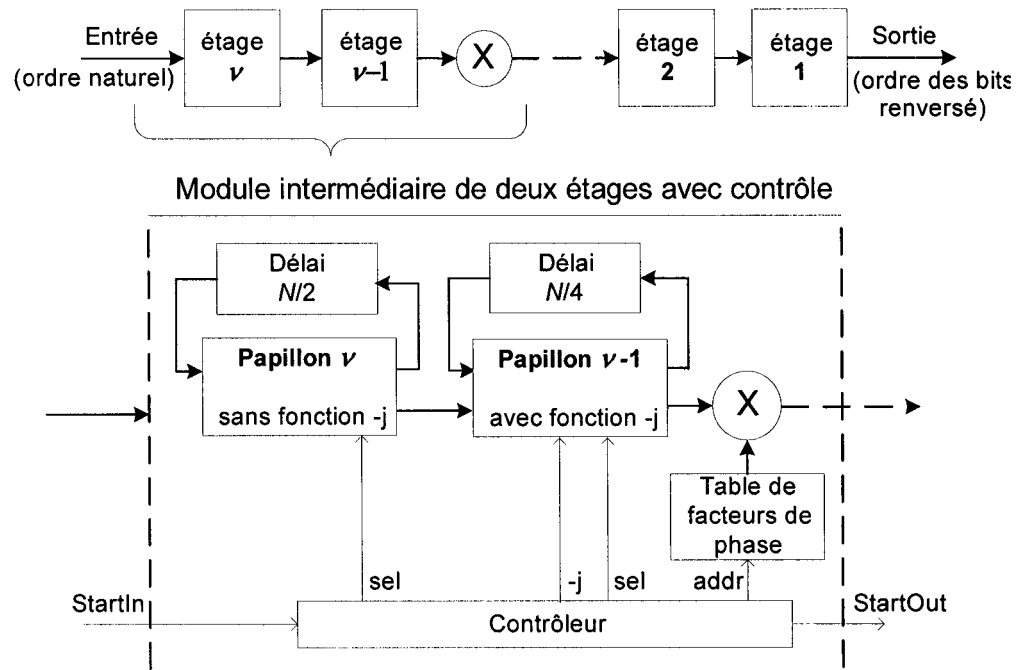 Entrée
(ordre naturel)
étage
ν
étage
ν–1
X
étage
2
étage
1
Sortie
(ordre des bits
renversé)
Module intermédiaire de deux étages avec contrôle
Délai
N/2
Délai
N/4
Papillon ν
sans fonction -j
Papillon ν -1
avec fonction -j
X
Table de
facteurs de
phase
sel
-j
sel
addr
StartIn
Contrôleur
StartOut